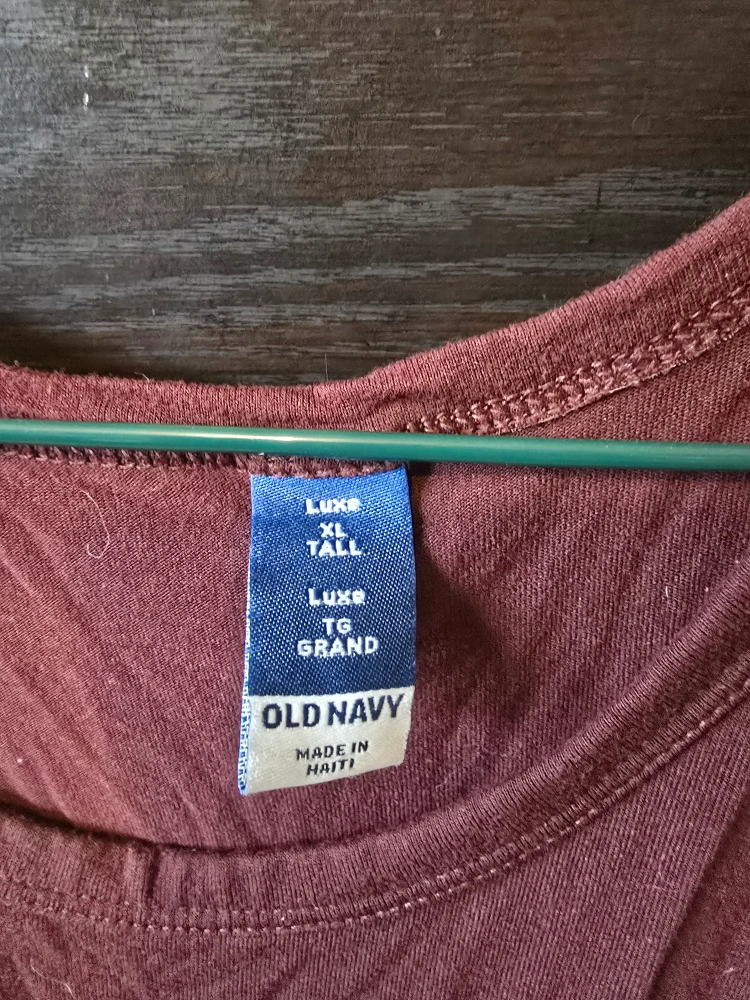 Luxe
XL
TALL
Luxe
TG
GRAND
OLD NAVY
MADE IN
HAITI